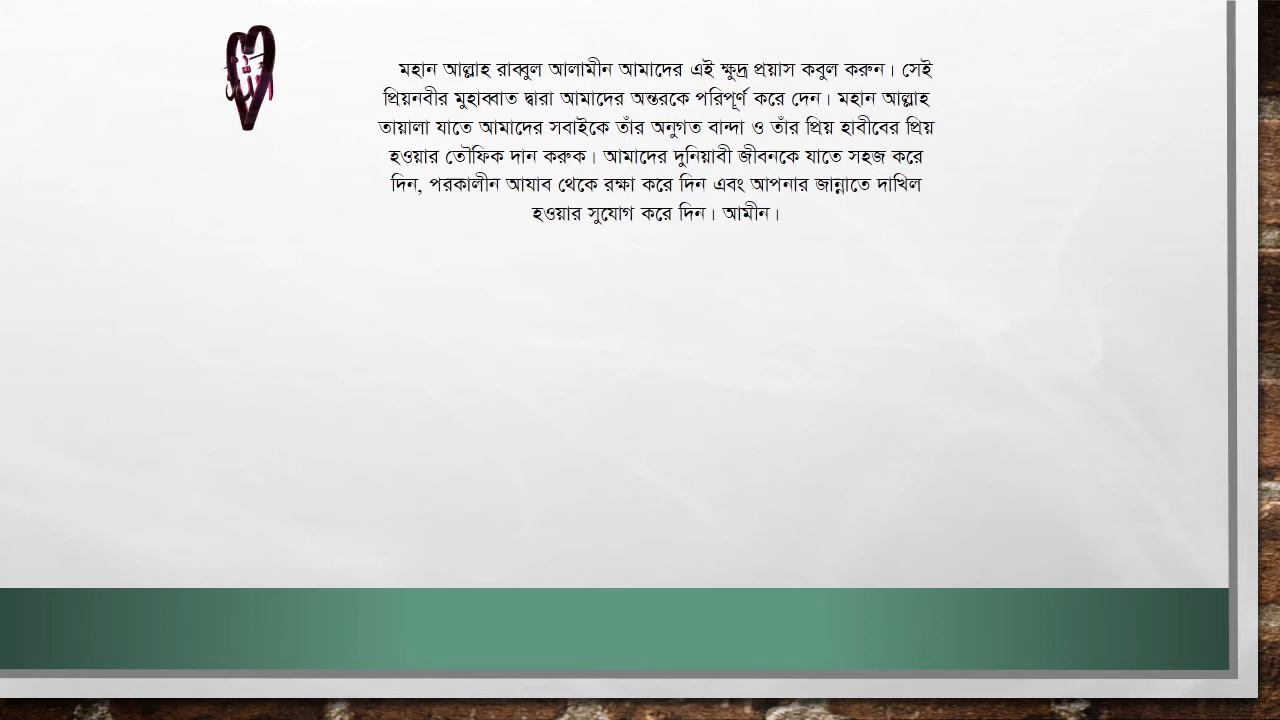 মহান আল্লাহ রাব্বুল আলামীন আমাদের এই ক্ষুদ্র প্রয়াস কবুল করুন। সেই
প্রিয়নবীর মুহাব্বাত দ্বারা আমাদের অন্তরকে পরিপূর্ণ করে দেন। মহান আল্লাহ
তায়ালা যাতে আমাদের সবাইকে তাঁর অনুগত বান্দা ও তাঁর প্রিয় হাবীবের প্রিয়
হওয়ার তৌফিক দান করুক। আমাদের দুনিয়াবী জীবনকে যাতে সহজ করে
দিন, পরকালীন আযাব থেকে রক্ষা করে দিন এবং আপনার জান্নাতে দাখিল
হওয়ার সুযোগ করে দিন। আমীন।